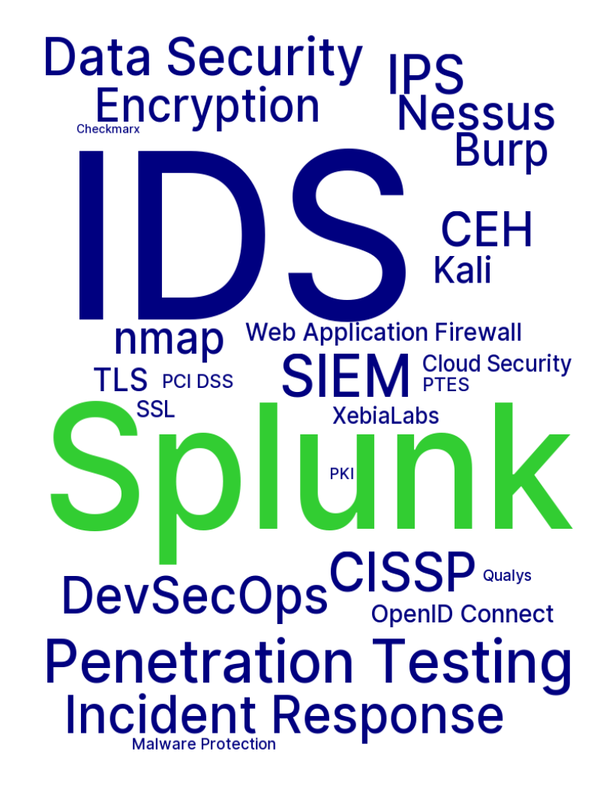 Data Security
IPS
Encryption
Nessus
Checkmarx
Burp
IDS
CEH
Kali
nmap
Web Application Firewall
SIEM
Cloud Security
TLS
PCI DSS
PTES
SSL
XebiaLabs
Splunk
PKI
CISSP
Qualys
DevSecOps
OpenID Connect
Penetration Testing
Incident Response
Malware Protection